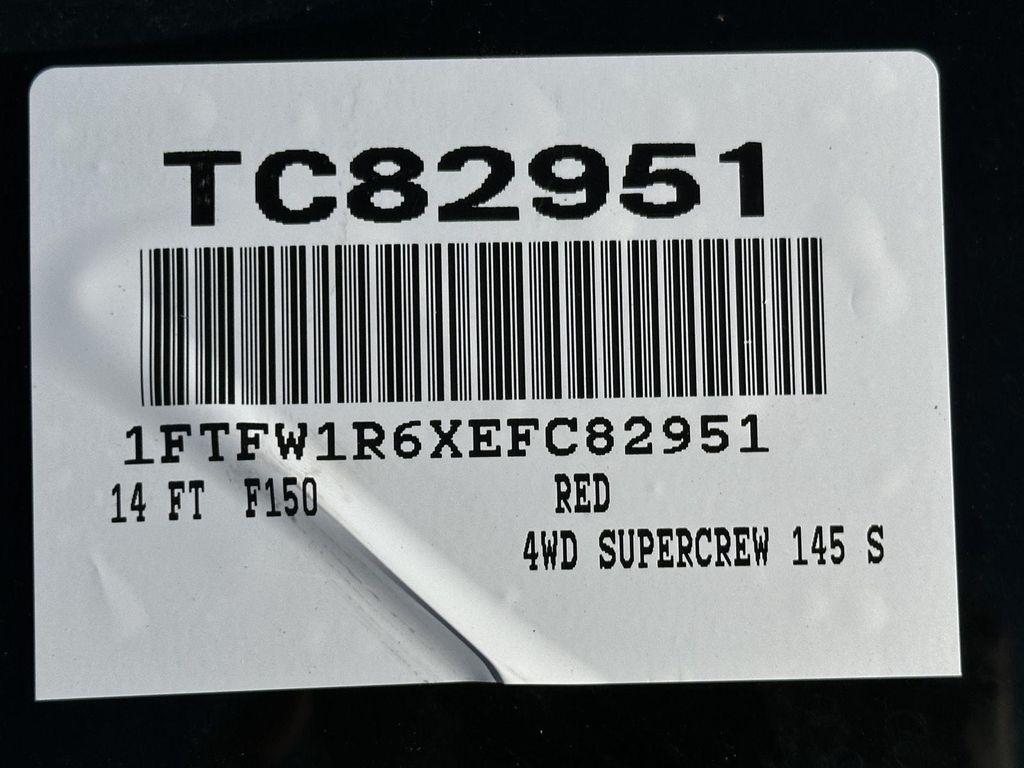 TC82951
1FTFW1R6XEFC82951
14 FT F150 RED
4WD SUPERCREW 145 S